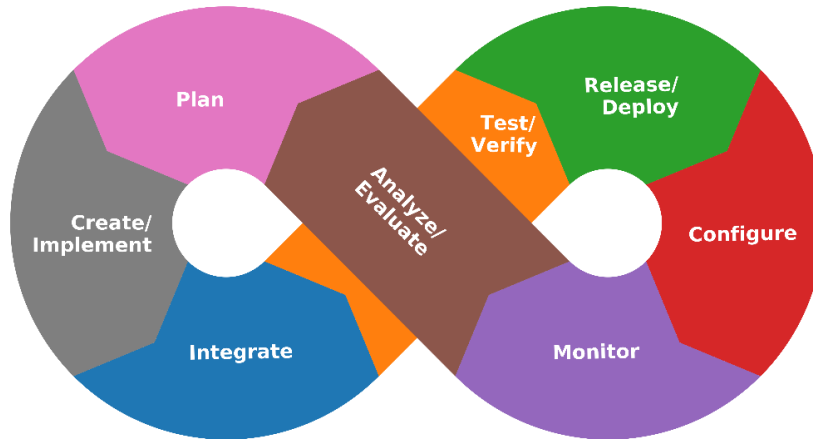 Plan
Create/
Implement
Integrate
Analyze/
Evaluate
Test/
Verify
Release/
Deploy
Configure
Monitor